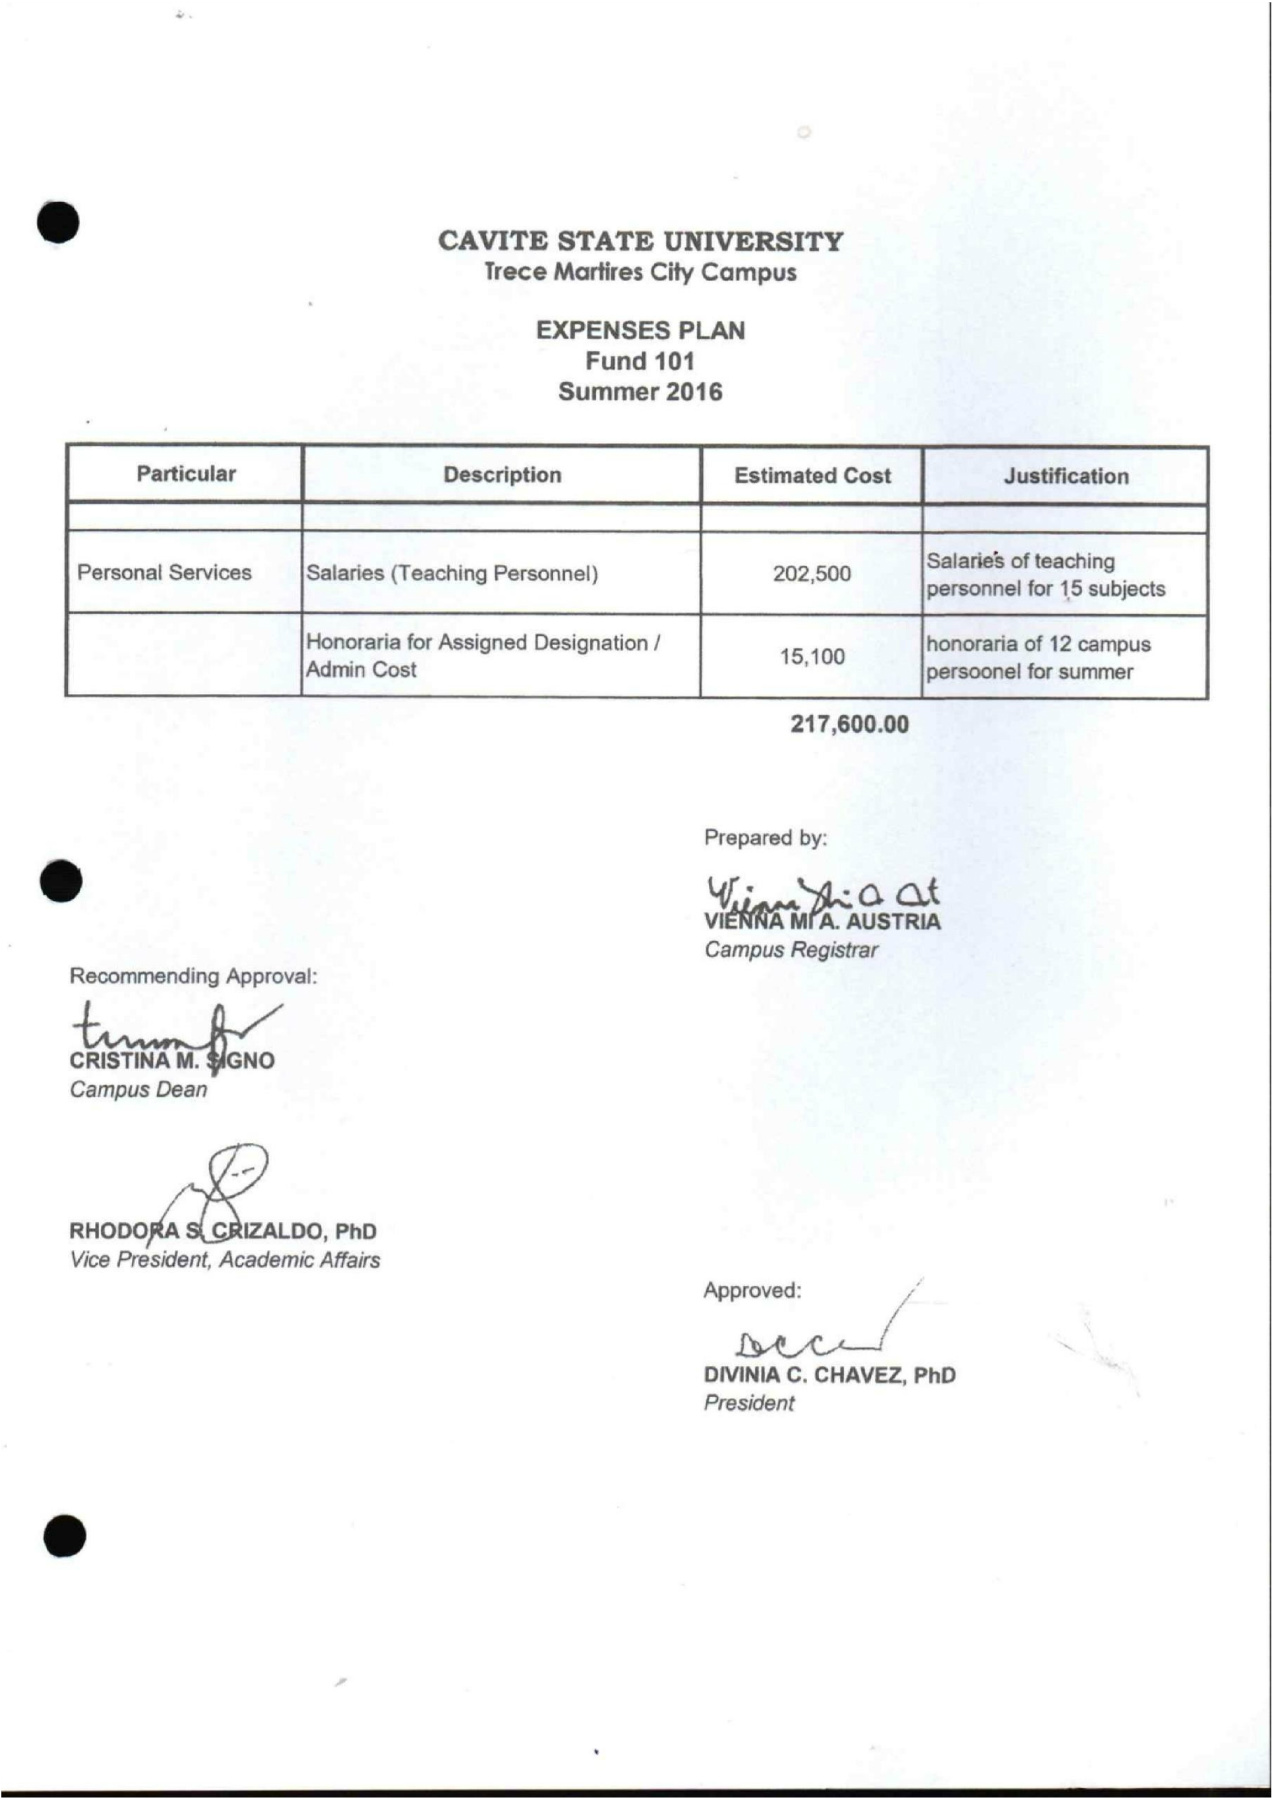 CAVITE STATE UNIVERSITY
Trece Martires City Campus
EXPENSES PLAN
Fund 101
Summer 2016
Particular Description Estimated Cost Justification
Personal Services Salaries (Teaching Personnel) 202,500 Salarie's of teaching
personnel for 15 subjects
Honoraria for Assigned Designation /
Admin Cost 15,100 honoraria of 12 campus
persoonel for summer
217,600.00
Prepared by:
VIENNA MI A. AUSTRIA
Campus Registrar
Recommending Approval:
CRISTINA M. SIGNO
Campus Dean
RHODORA S. CRIZALDO, PhD
Vice President, Academic Affairs
Approved:
DIVINIA C. CHAVEZ, PhD
President